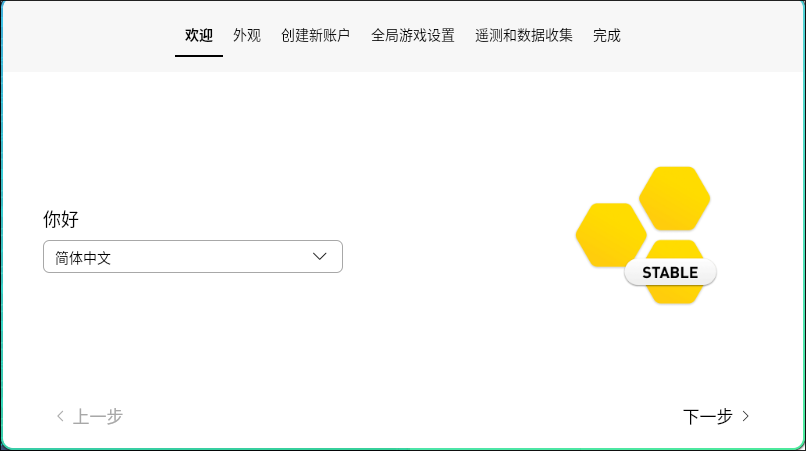 欢迎 外观 创建新账户 全局游戏设置 遥测和数据收集 完成
你好
简体中文
STABLE
上一步 下一步